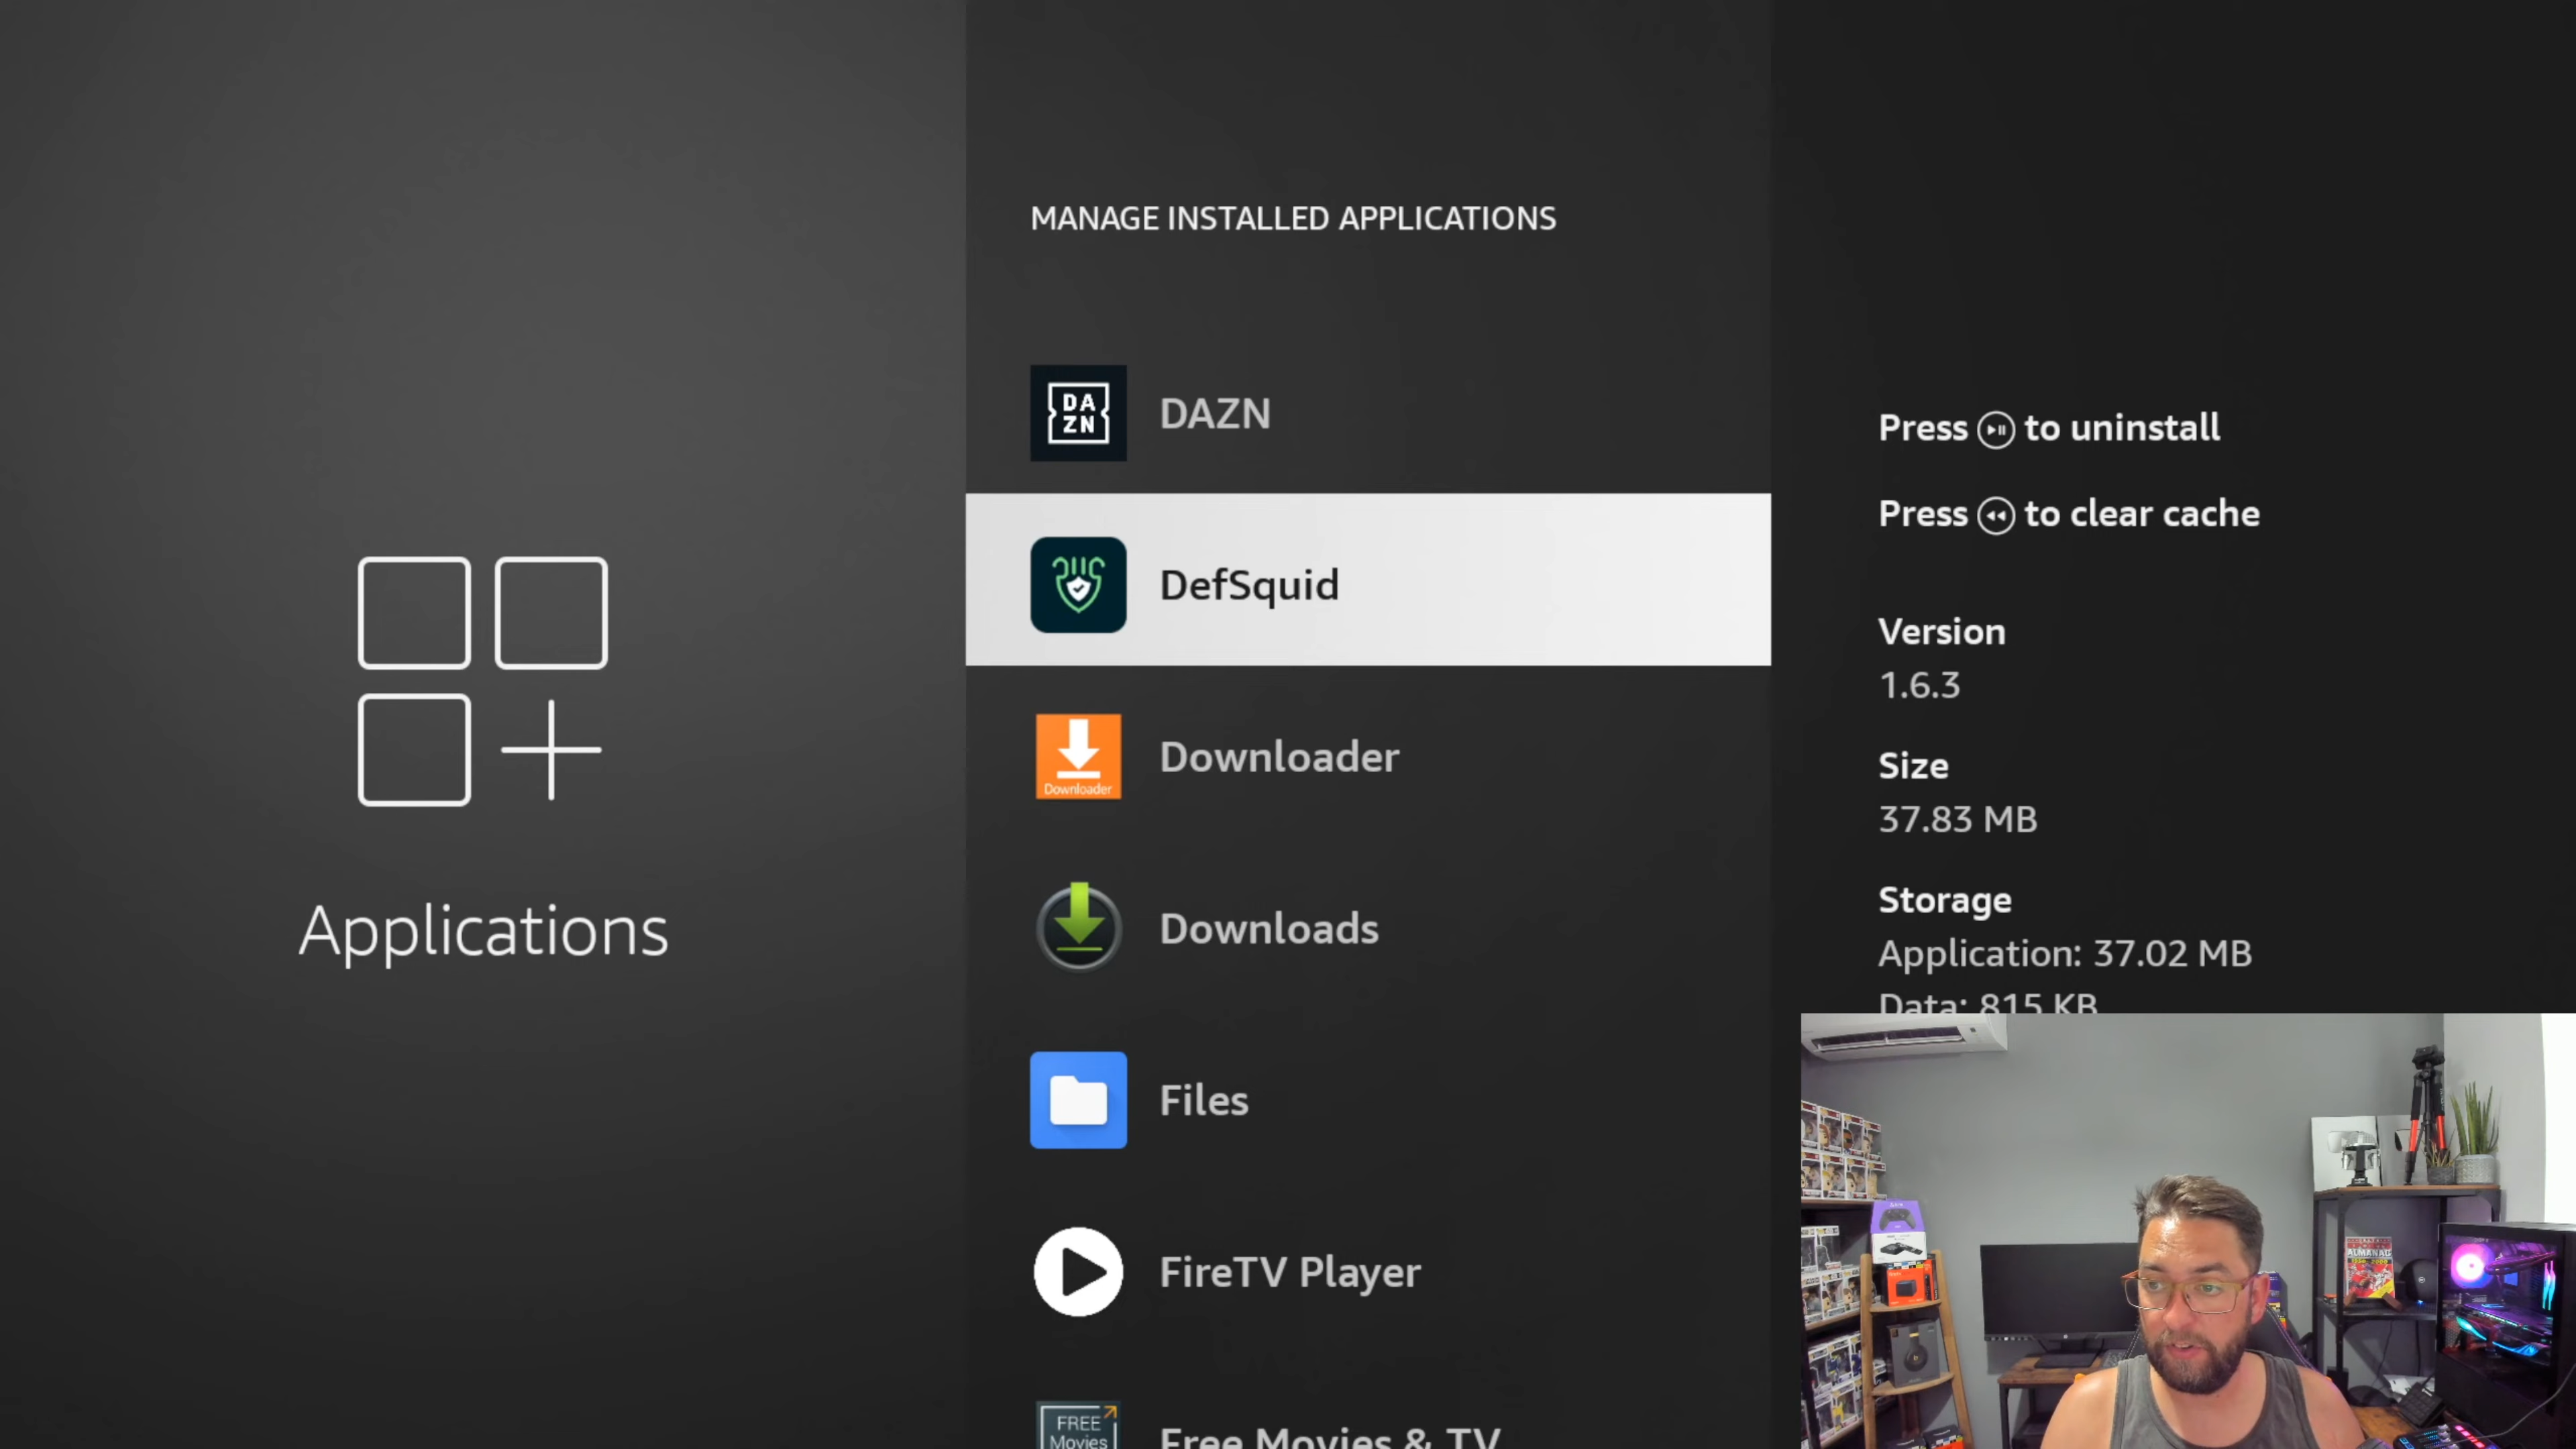 MANAGE INSTALLED APPLICATIONS
DA
ZN
DAZN
DefSquid
Downloader
Downloader
Downloads
Files
FireTV Player
FREE
Movies
Free Movies & TV
Applications
Press to uninstall
Press to clear cache
Version
1.6.3
Size
37.83 MB
Storage
Application: 37.02 MB
Data: 815 KB
ALMANAC